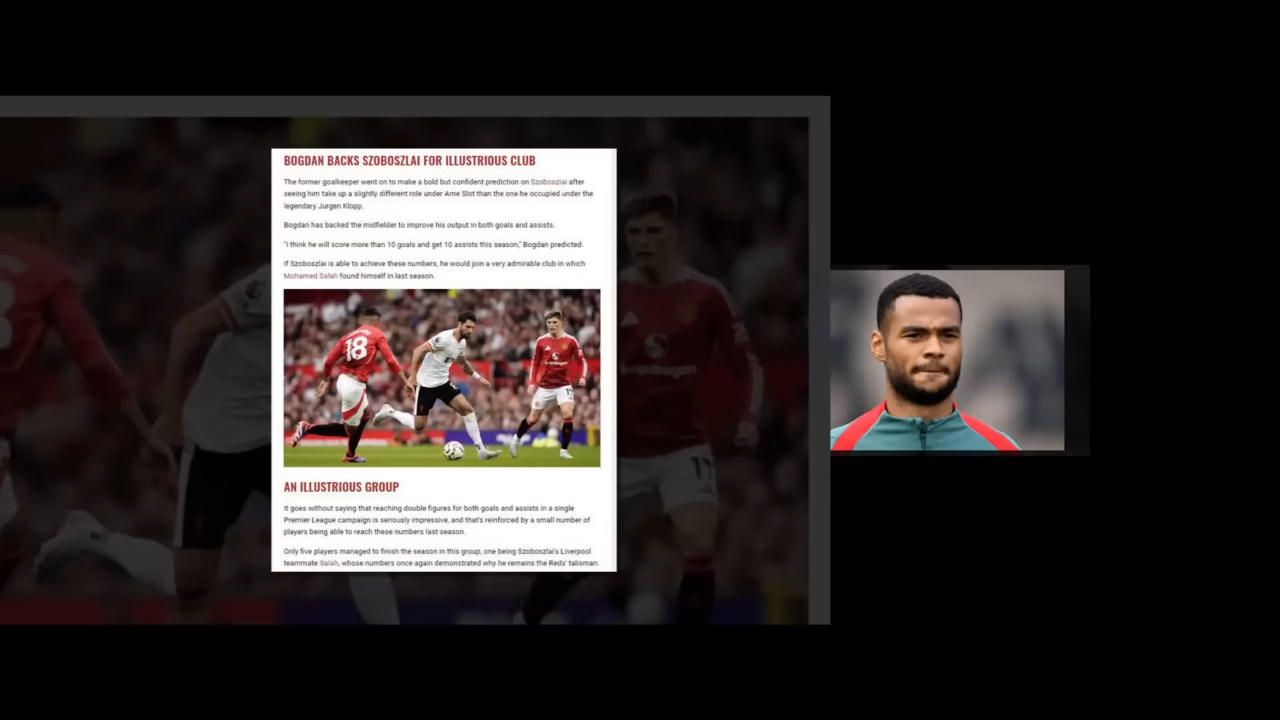 BOGDAN BACKS SZOBOSZLAI FOR ILLUSTRIOUS CLUB
The former goalkeeper went on to make a bold but confident prediction on Szoboszlai after
seeing him take up a slightly different role under Arne Slot than the one he occupied under the
legendary Jurgen Klopp.
Bogdan has backed the midfielder to improve his output in both goals and assists.
"I think he will score more than 10 goals and get 10 assists this season," Bogdan predicted.
If Szoboszlai is able to achieve these numbers, he would join a very admirable club in which
Mohamed Salah found himself in last season.
18
AN ILLUSTRIOUS GROUP
It goes without saying that reaching double figures for both goals and assists in a single
Premier League campaign is seriously impressive, and that's reinforced by a small number of
players being able to reach these numbers last season.
Only five players managed to finish the season in this group, one being Szoboszlai's Liverpool
teammate Salah, whose numbers once again demonstrated why he remains the Reds' talisman.